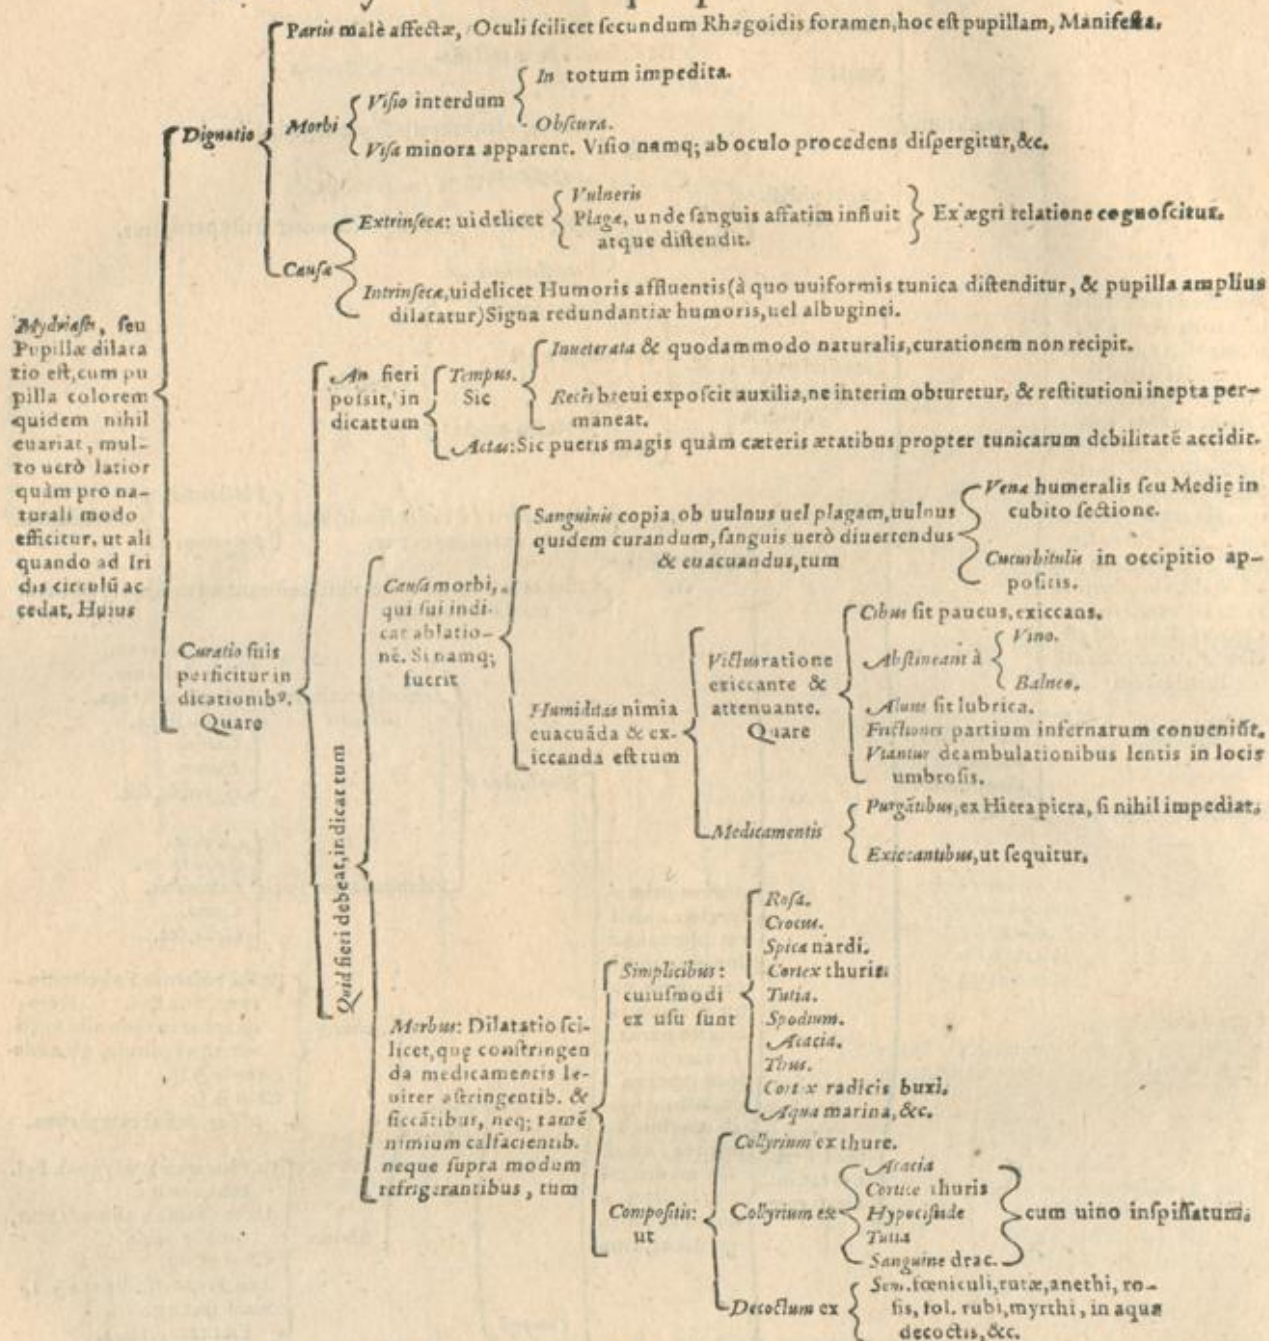 Partis malè affectæ, Oculi scilicet secundum Rhagoidis foramen, hoc est pupillam, Manifesta.
Dignatio
Morbi
Visio interdum
In totum impedita.
Obscura.
Visa minora apparent. Visio namq; ab oculo procedens dispergitur, &c.
Causæ
Extrinsecæ: uidelicet
Vulneris
Plagæ, unde sanguis affatim influit
atque distendit.
Ex ægri relatione cognoscitur.
Intrinsecæ, uidelicet Humoris affluentis (à quo uuiformis tunica distenditur, & pupilla amplius
dilatatur) Signa redundantiæ humoris, uel albuginei.
Mydriasis, seu
Pupillæ dilata
tio est, cum pu
pilla colorem
quidem nihil
euariat, mul-
to uerò latior
quàm pro na-
turali modo
efficitur, ut ali
quando ad Iri
dis circulū ac
cedat, Huius
Curatio suis
perficitur in
dicationibꝰ.
Quare
An fieri
possit, in
dicattum
Tempus.
Sic
Inueterata & quodammodo naturalis, curationem non recipit.
Recēs breui exposcit auxilia, ne interim obturetur, & restitutioni inepta per-
maneat.
Aetas: Sic pueris magis quàm cæteris ætatibus propter tunicarum debilitatē accidit.
Quid fieri debeat, indicat tum
Causa morbi,
qui sui indi-
cat ablatio-
nē. Si namq;
fuerit
Sanguinis copia ob uulnus uel plagam, uulnus
quidem curandum, sanguis uerò diuertendus
& euacuandus, tum
Venæ humeralis seu Medię in
cubito sectione.
Cucurbitulis in occipitio ap-
positis.
Humiditas nimia
euacuāda & ex-
iccanda est tum
Victus ratione
exiccante &
attenuante.
Quare
Cibus sit paucus, exiccans.
Abstineant à
Vino.
Balneo.
Aluus sit lubrica.
Frictiones partium infernarum conueniūt.
Vtantur deambulationibus lentis in locis
umbrosis.
Medicamentis
Purgātibus, ex Hiera picra, si nihil impediat.
Exiccantibus, ut sequitur.
Morbus: Dilatatio sci-
licet, quę constringen
da medicamentis le-
uiter astringentib. &
siccātibus, neq; tamē
nimium calfacientib.
neque supra modum
refrigerantibus, tum
Simplicibus:
cuiusmodi
ex usu sunt
Rosa.
Crocus.
Spica nardi.
Cortex thuris.
Tutia.
Spodium.
Acacia.
Thus.
Cortex radicis buxi.
Aqua marina, &c.
Compositis:
ut
Collyrium ex thure.
Collyrium ex
Acacia
Cortice thuris
Hypocistide
Tutia
Sanguine drac.
cum uino inspissatum.
Decoctum ex
Sem. fœniculi, rutæ, anethi, ro-
sis, fol. rubi, myrthi, in aqua
decoctis, &c.